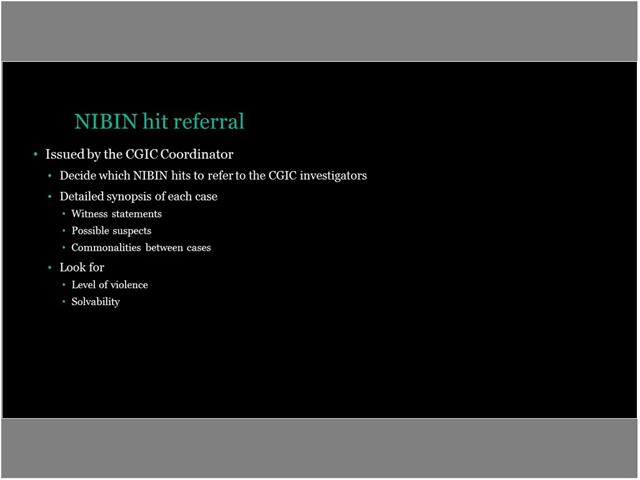 NIBIN hit referral
• Issued by the CGIC Coordinator
• Decide which NIBIN hits to refer to the CGIC investigators
• Detailed synopsis of each case
• Witness statements
• Possible suspects
• Commonalities between cases
• Look for
• Level of violence
• Solvability